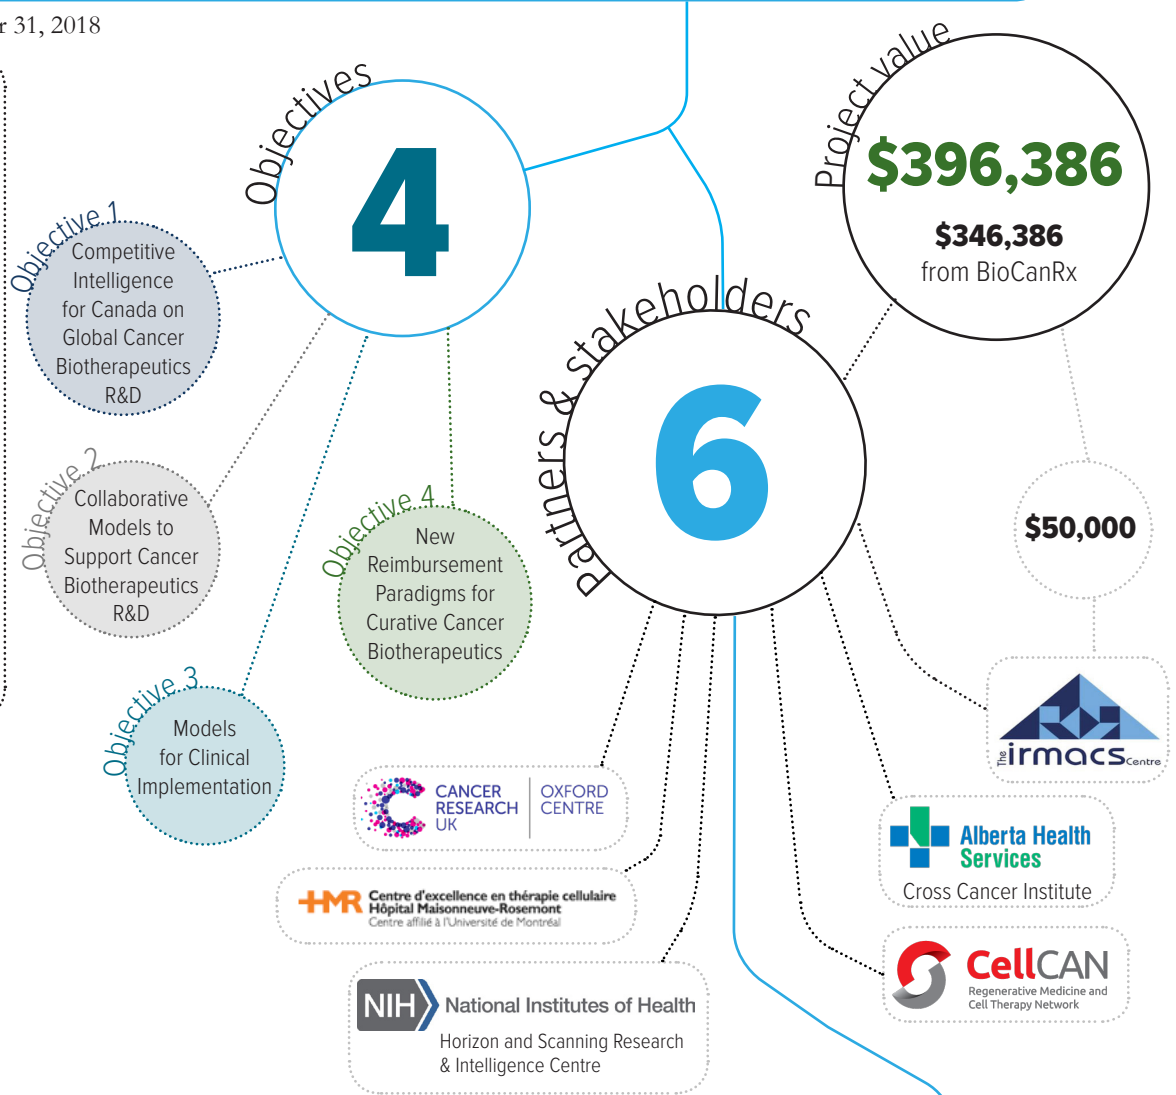 r 31, 2018
Objectives
4
Objective 1
Competitive
Intelligence
for Canada on
Global Cancer
Biotherapeutics
R&D
Objective 2
Collaborative
Models to
Support Cancer
Biotherapeutics
R&D
Objective 3
Models
for Clinical
Implementation
Objective 4
New
Reimbursement
Paradigms for
Curative Cancer
Biotherapeutics
Project value
$396,386
$346,386
from BioCanRx
$50,000
Partners & stakeholders
6
The irmacs Centre
CANCER
RESEARCH
UK
OXFORD
CENTRE
HMR
Centre d'excellence en thérapie cellulaire
Hôpital Maisonneuve-Rosemont
Centre affilié à l'Université de Montréal
NIH National Institutes of Health
Horizon and Scanning Research
& Intelligence Centre
Alberta Health
Services
Cross Cancer Institute
CellCAN
Regenerative Medicine and
Cell Therapy Network